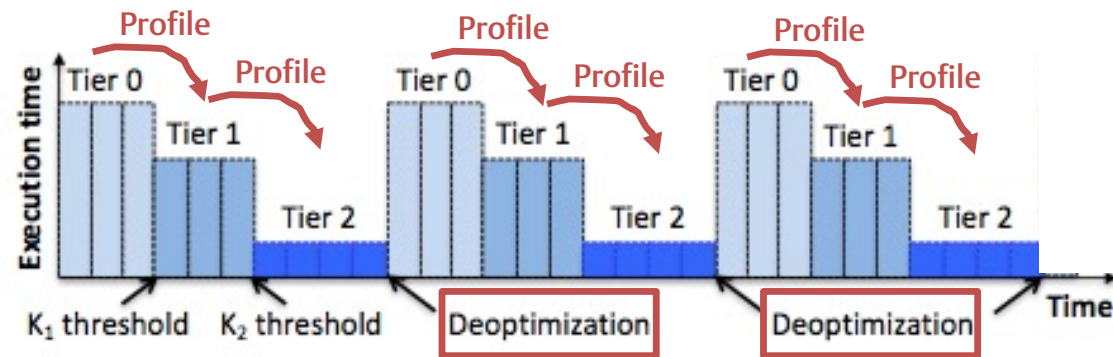 Profile
Profile
Profile
Profile
Profile
Profile
Tier 0
Tier 0
Tier 0
Tier 1
Tier 1
Tier 1
Tier 2
Tier 2
Tier 2
Execution time
K₁ threshold
K₂ threshold
Deoptimization
Deoptimization
Time